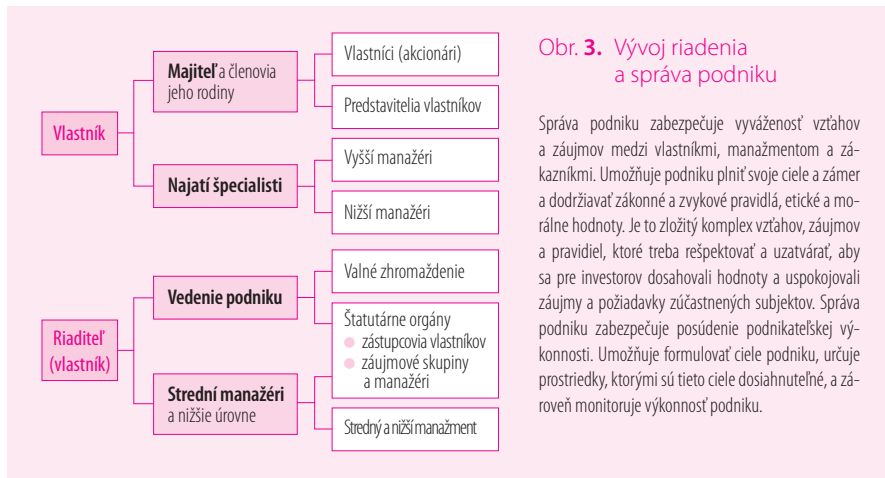 Vlastník
Majiteľ a členovia
jeho rodiny
Najatí špecialisti
Vlastníci (akcionári)
Predstavitelia vlastníkov
Vyšší manažéri
Nižší manažéri
Riaditeľ
(vlastník)
Vedenie podniku
Strední manažéri
a nižšie úrovne
Valné zhromaždenie
Štatutárne orgány
zástupcovia vlastníkov
záujmové skupiny
a manažéri
Stredný a nižší manažment
Obr. 3. Vývoj riadenia
a správa podniku
Správa podniku zabezpečuje vyváženosť vzťahov
a záujmov medzi vlastníkmi, manažmentom a zá-
kazníkmi. Umožňuje podniku plniť svoje ciele a zámer
a dodržiavať zákonné a zvykové pravidlá, etické a mo-
rálne hodnoty. Je to zložitý komplex vzťahov, záujmov
a pravidiel, ktoré treba rešpektovať a uzatvárať, aby
sa pre investorov dosahovali hodnoty a uspokojovali
záujmy a požiadavky zúčastnených subjektov. Správa
podniku zabezpečuje posúdenie podnikateľskej vý-
konnosti. Umožňuje formulovať ciele podniku, určuje
prostriedky, ktorými sú tieto ciele dosiahnuteľné, a zá-
roveň monitoruje výkonnosť podniku.